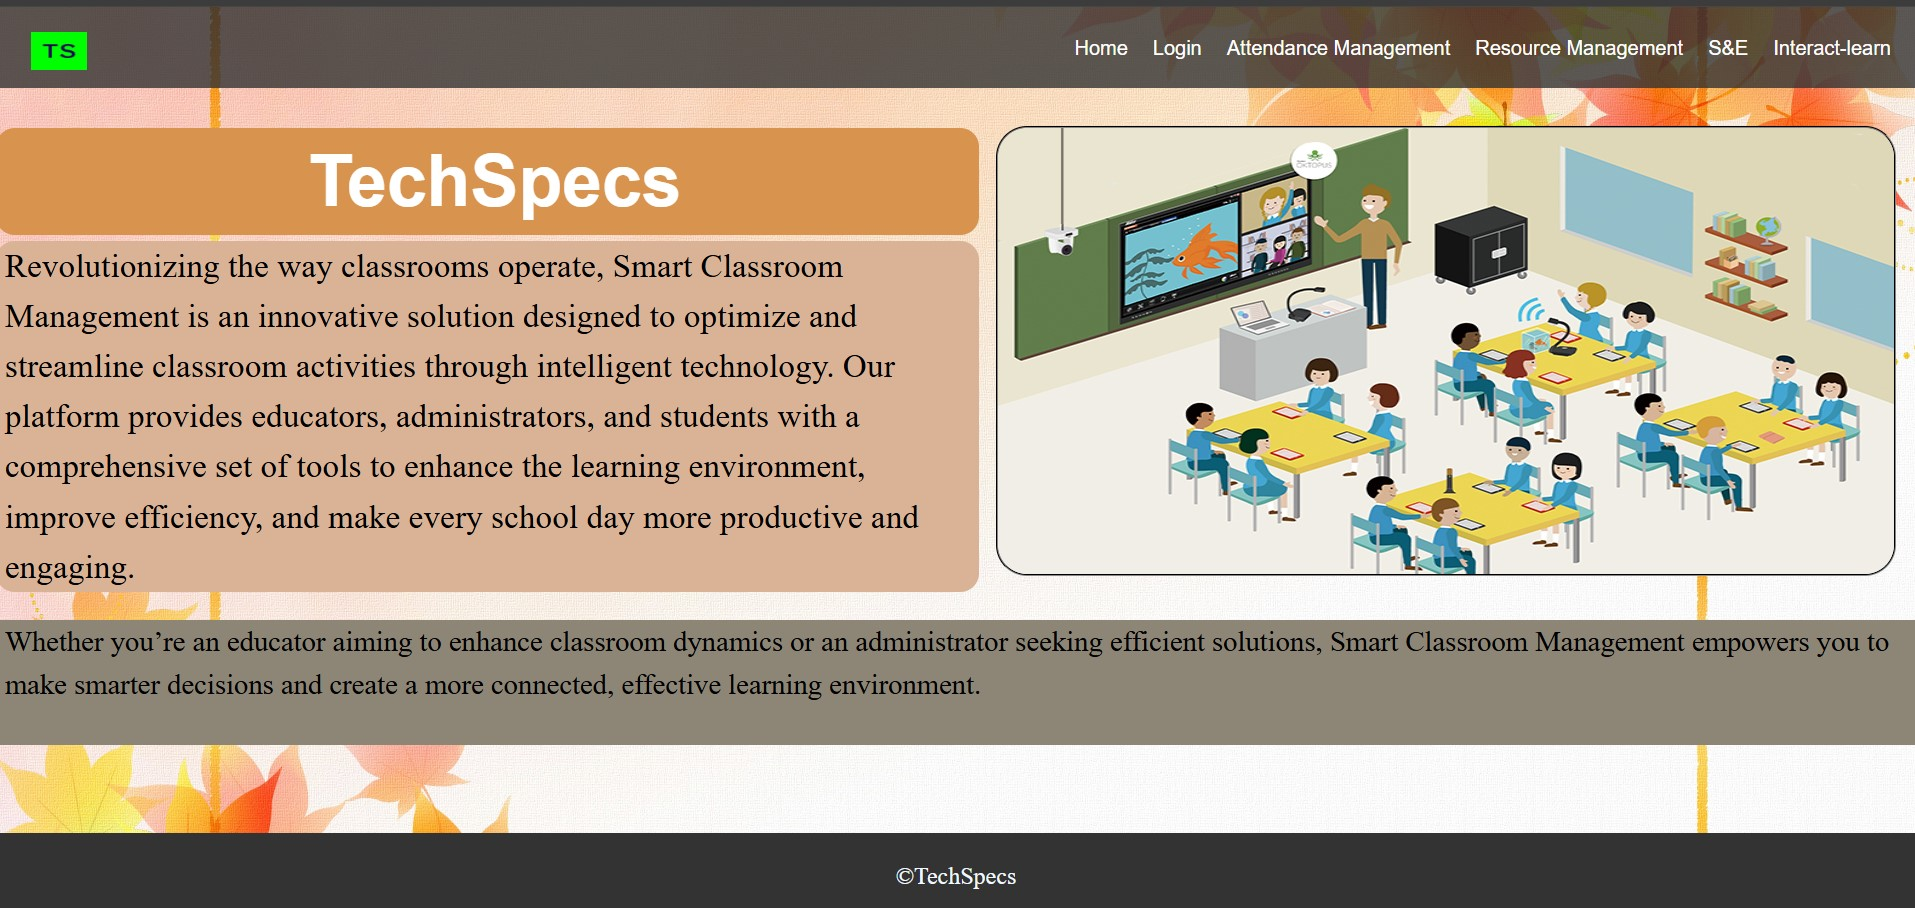 TS
Home Login Attendance Management Resource Management S&E Interact-learn
TechSpecs
Revolutionizing the way classrooms operate, Smart Classroom
Management is an innovative solution designed to optimize and
streamline classroom activities through intelligent technology. Our
platform provides educators, administrators, and students with a
comprehensive set of tools to enhance the learning environment,
improve efficiency, and make every school day more productive and
engaging.
OKTOPUS
Whether you’re an educator aiming to enhance classroom dynamics or an administrator seeking efficient solutions, Smart Classroom Management empowers you to
make smarter decisions and create a more connected, effective learning environment.
©TechSpecs